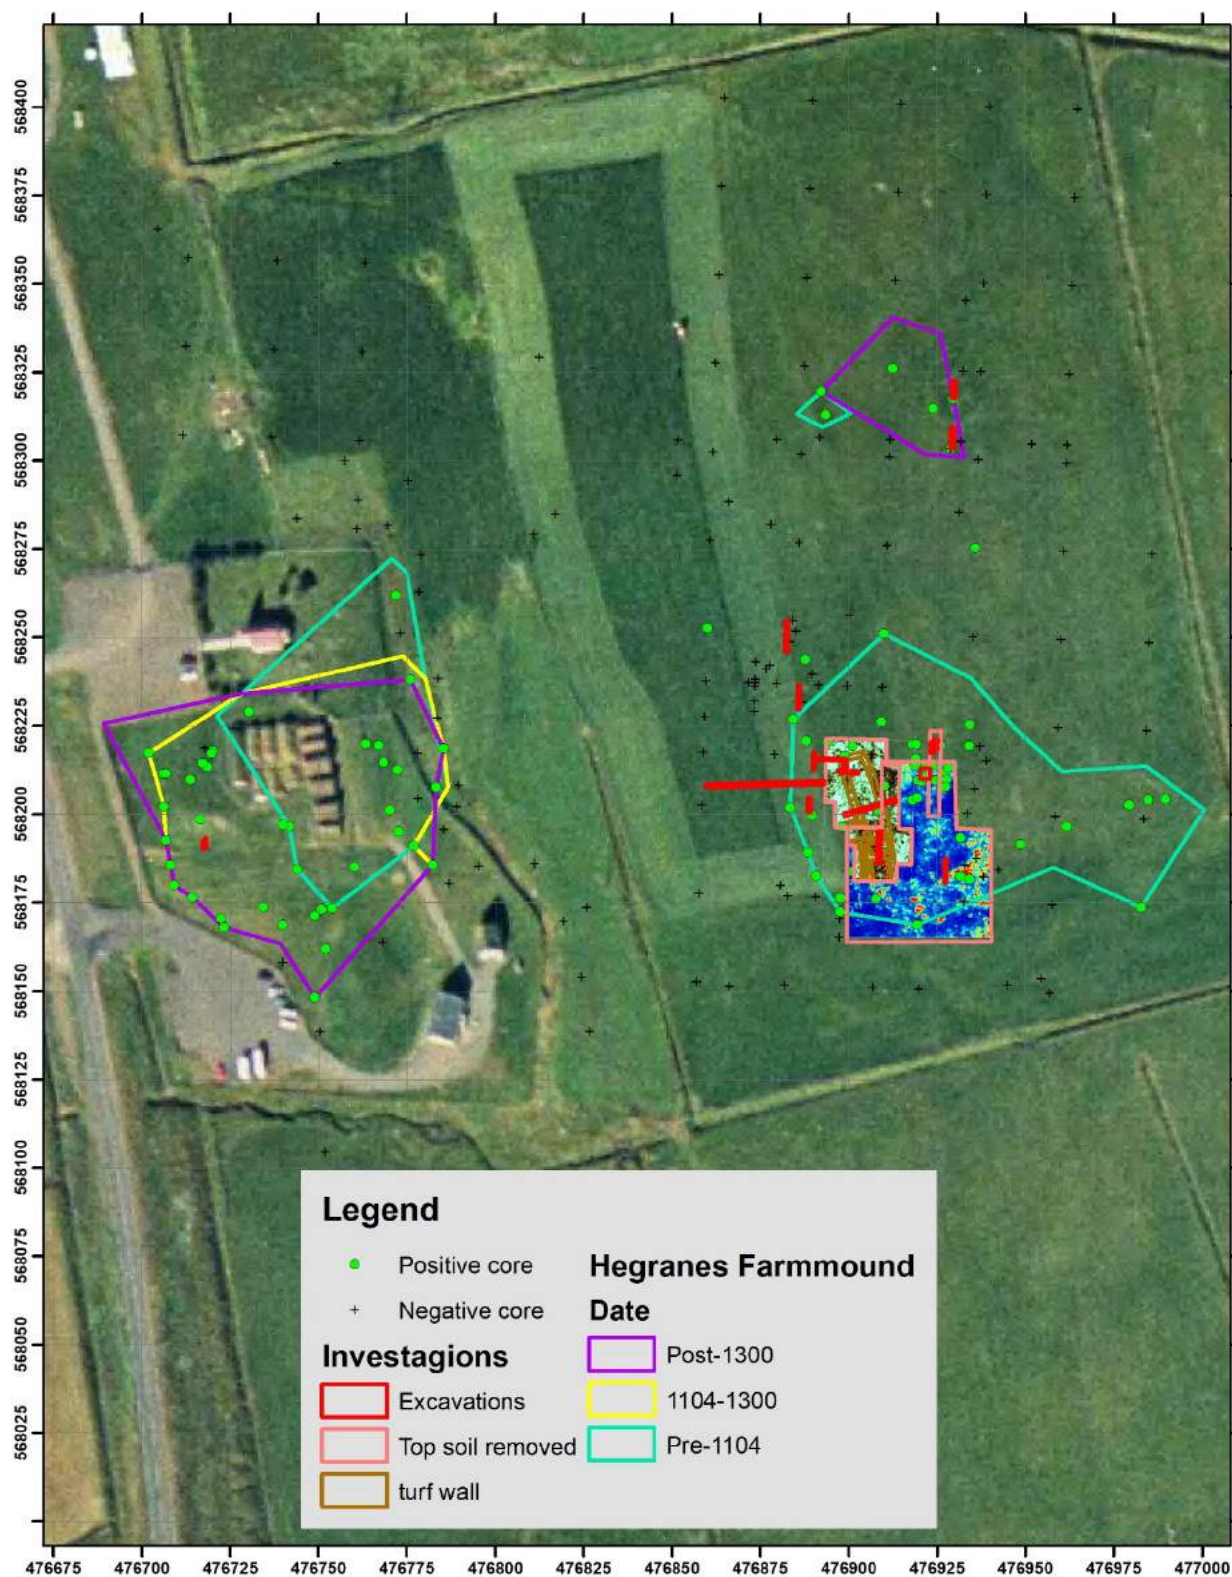 568400
568375
568350
568325
568300
568275
568250
568225
568200
568175
568150
568125
568100
568075
568050
568025
Legend
Positive core
Negative core
Investagions
Excavations
Top soil removed
turf wall
Hegranes Farmmound
Date
Post-1300
1104-1300
Pre-1104
476675 476700 476725 476750 476775 476800 476825 476850 476875 476900 476925 476950 476975 477000